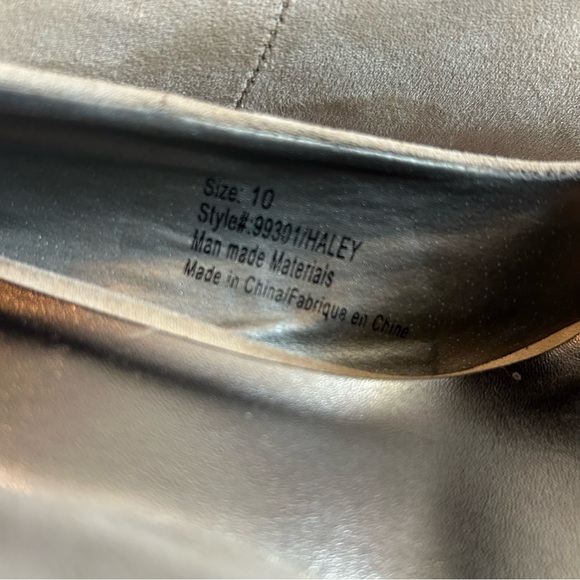 Size: 10
Style#:99301/HALEY
Man made Materials
Made in China/Fabrique en Chine